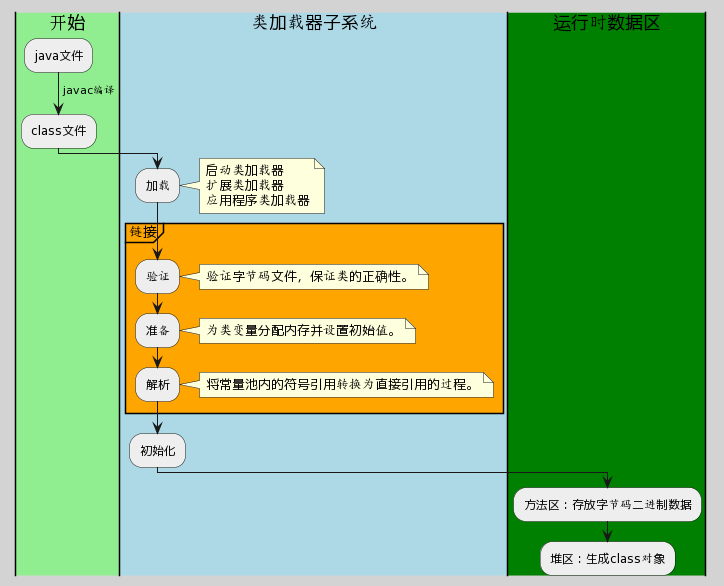 开始
类加载器子系统
运行时数据区
java文件
javac编译
class文件
加载
启动类加载器
扩展类加载器
应用程序类加载器
链接
验证
验证字节码文件，保证类的正确性。
准备
为类变量分配内存并设置初始值。
解析
将常量池内的符号引用转换为直接引用的过程。
初始化
方法区：存放字节码二进制数据
堆区：生成class对象